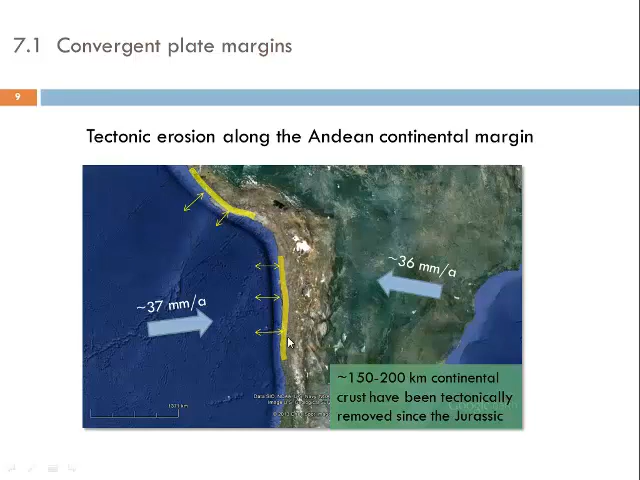 7.1 Convergent plate margins
9
Tectonic erosion along the Andean continental margin
~36 mm/a
~37 mm/a
~150-200 km continental
crust have been tectonically
removed since the Jurassic